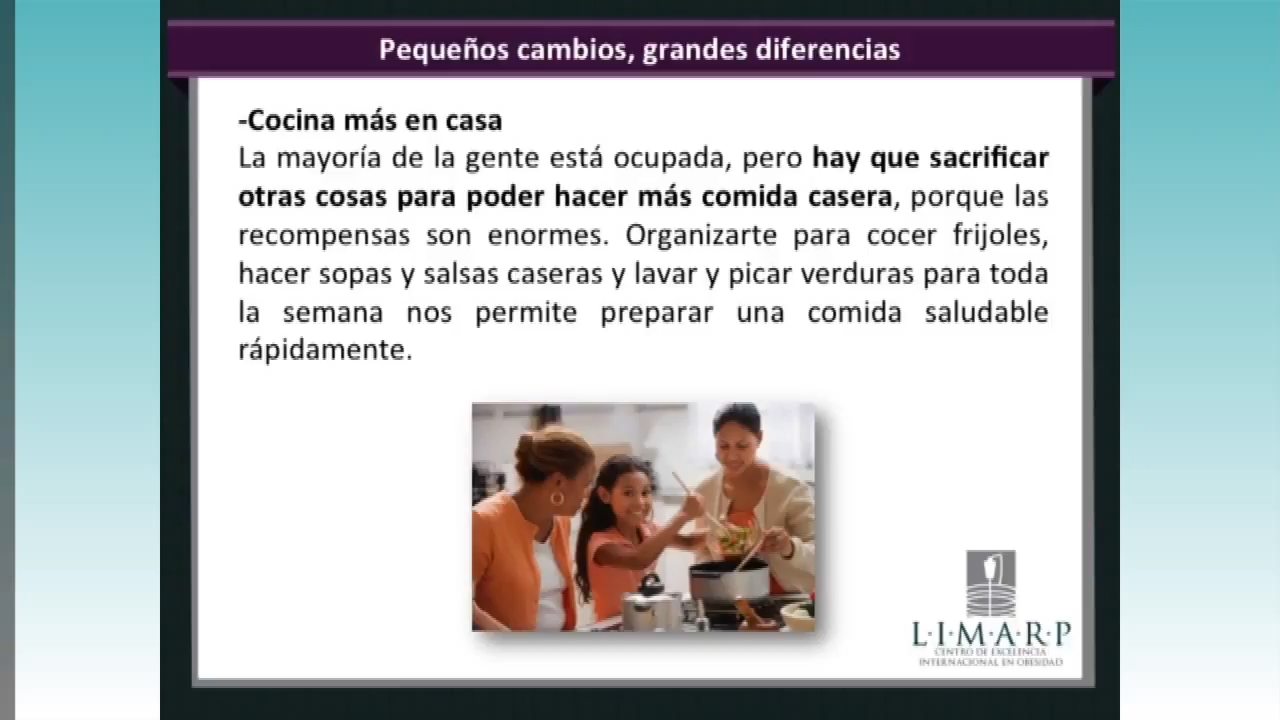 Pequeños cambios, grandes diferencias
-Cocina más en casa
La mayoría de la gente está ocupada, pero hay que sacrificar
otras cosas para poder hacer más comida casera, porque las
recompensas son enormes. Organizarte para cocer frijoles,
hacer sopas y salsas caseras y lavar y picar verduras para toda
la semana nos permite preparar una comida saludable
rápidamente.
L·I·M·A·R·P
CENTRO DE EXCELENCIA
INTERNACIONAL EN OBESIDAD